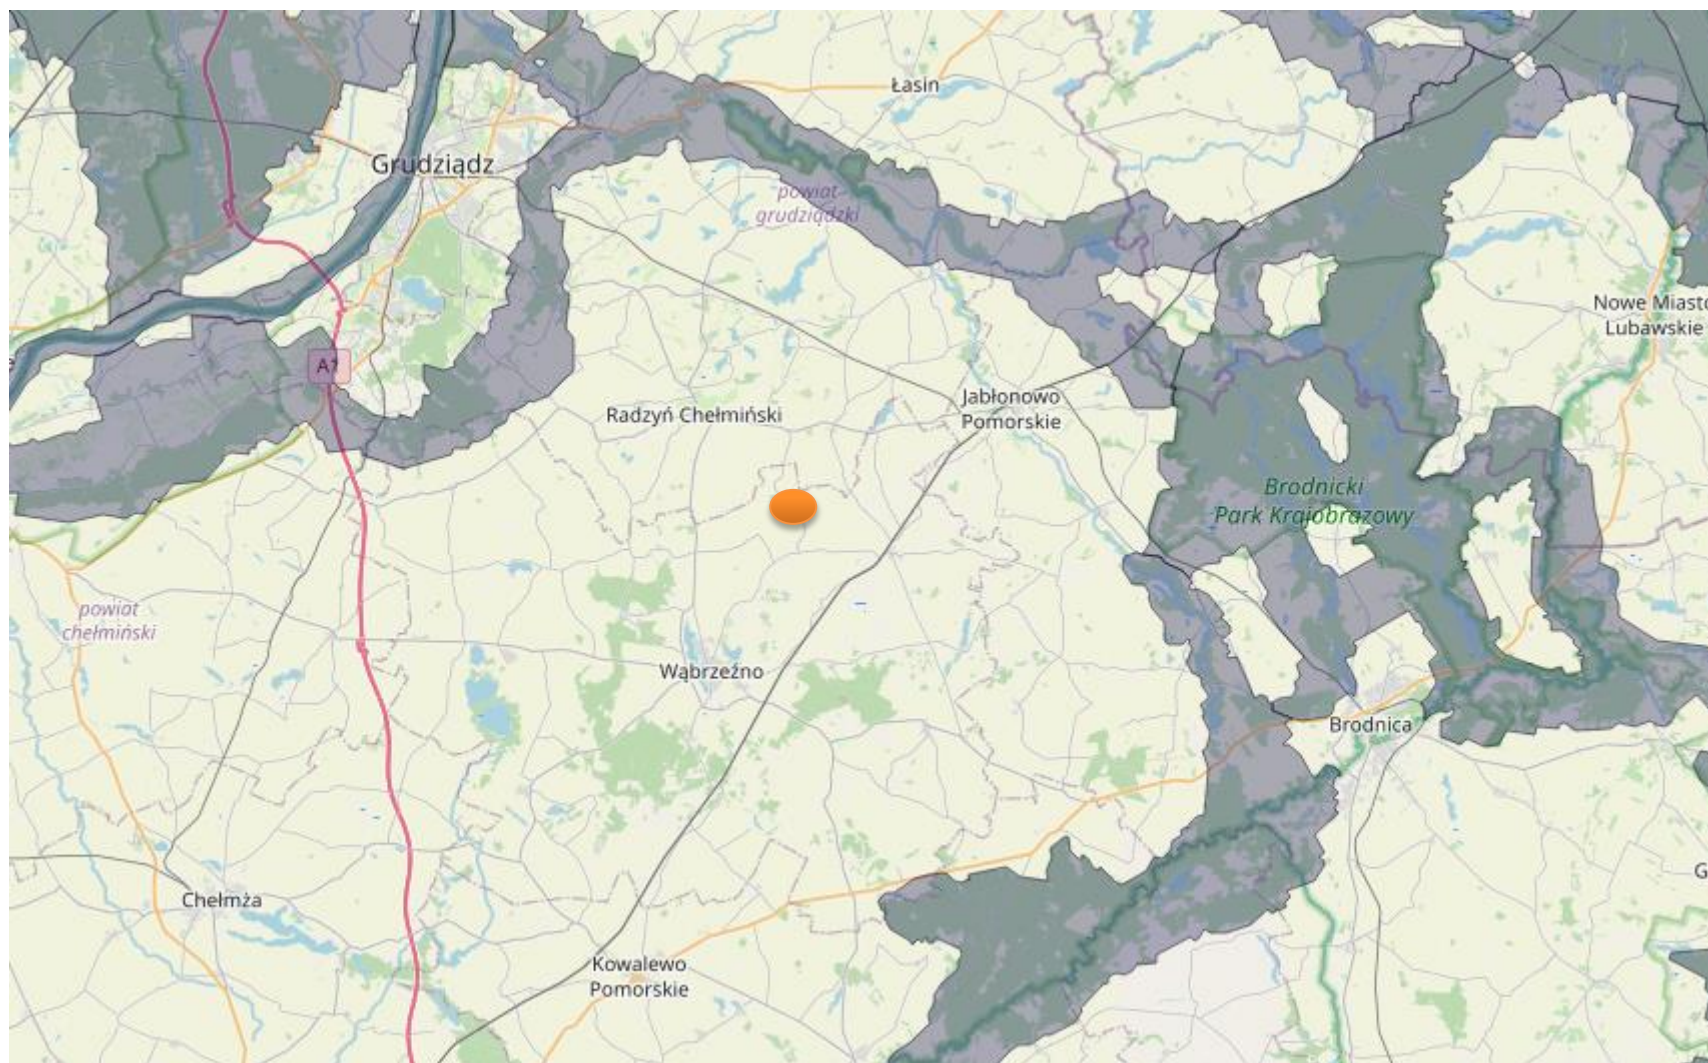 Łasin
Grudziądz
powiat
grudziądzki
Nowe Miasto
Lubawskie
A1
Radzyń Chełmiński
Jabłonowo
Pomorskie
Brodnicki
Park Krajobrazowy
powiat
chełmiński
Wąbrzeźno
Brodnica
G
Chełmża
Kowalewo
Pomorskie